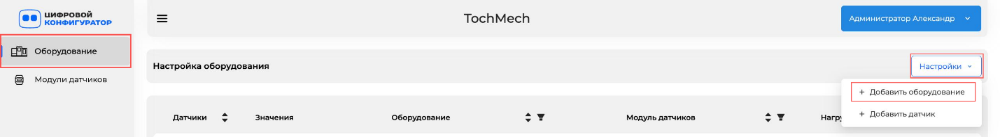 ЦИФРОВОЙ
КОНФИГУРАТОР
TochMech
Администратор Александр
Оборудование
Модули датчиков
Настройка оборудования
Настройки
+ Добавить оборудование
+ Добавить датчик
Датчики
Значения
Оборудование
Модуль датчиков